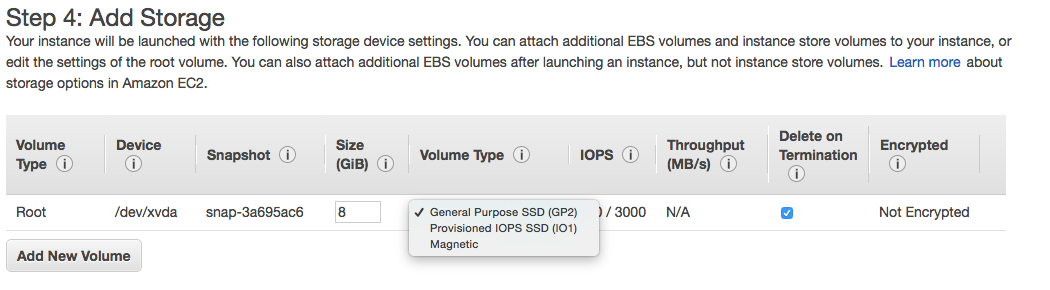 Step 4: Add Storage
Your instance will be launched with the following storage device settings. You can attach additional EBS volumes and instance store volumes to your instance, or
edit the settings of the root volume. You can also attach additional EBS volumes after launching an instance, but not instance store volumes. Learn more about
storage options in Amazon EC2.
Volume Type i
Device i
Snapshot i
Size (GiB) i
Volume Type i
IOPS i
Throughput (MB/s) i
Delete on Termination i
Encrypted i
Root /dev/xvda snap-3a695ac6 8 ✓ General Purpose SSD (GP2) / 3000 N/A Not Encrypted
Provisioned IOPS SSD (IO1)
Magnetic
Add New Volume